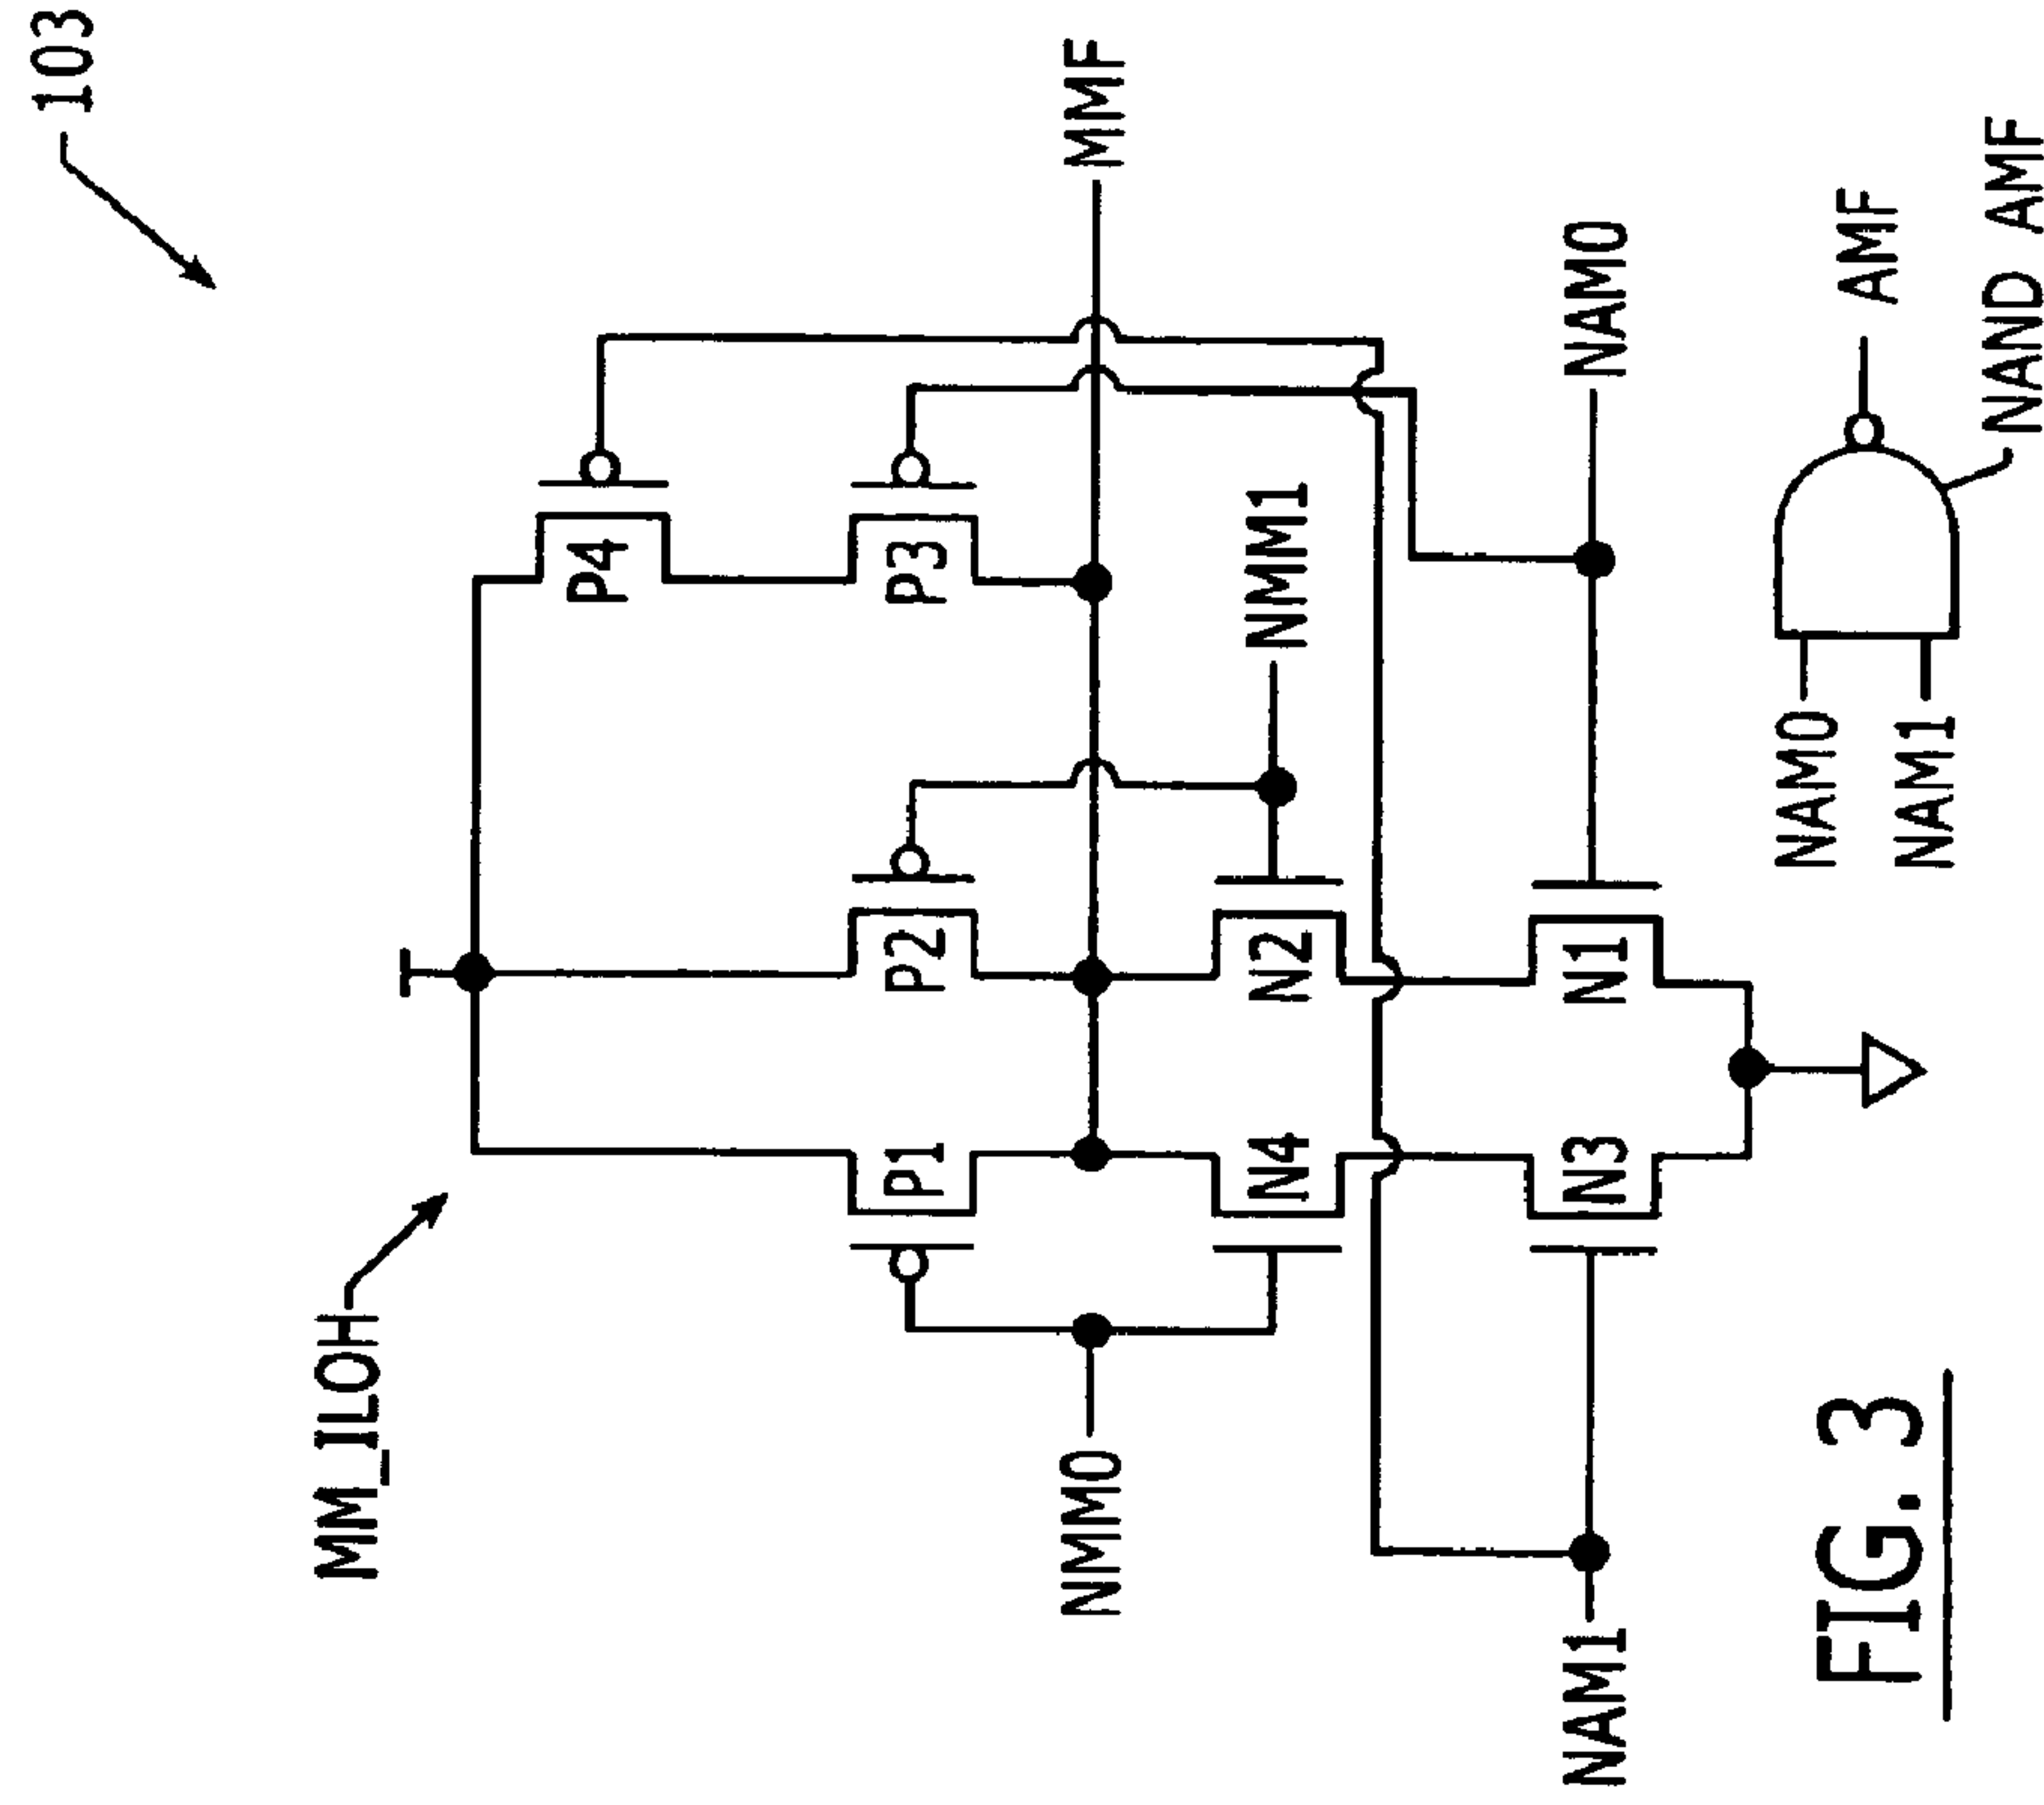 103
MM_ILOH
P4
P3
MMF
P2
NMM1
P1
NMM0
N4
N2
NAM0
N3
N1
NAM1
NAM0
NAM1
AMF
NAND AMF
FIG. 3